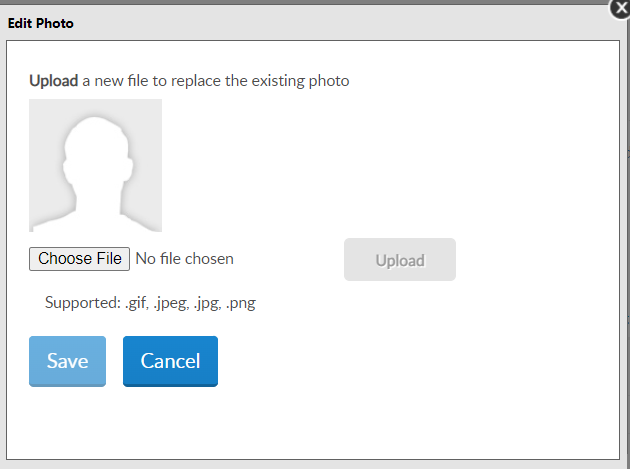 Edit Photo
Upload a new file to replace the existing photo
Choose File No file chosen
Upload
Supported: .gif, .jpeg, .jpg, .png
Save Cancel